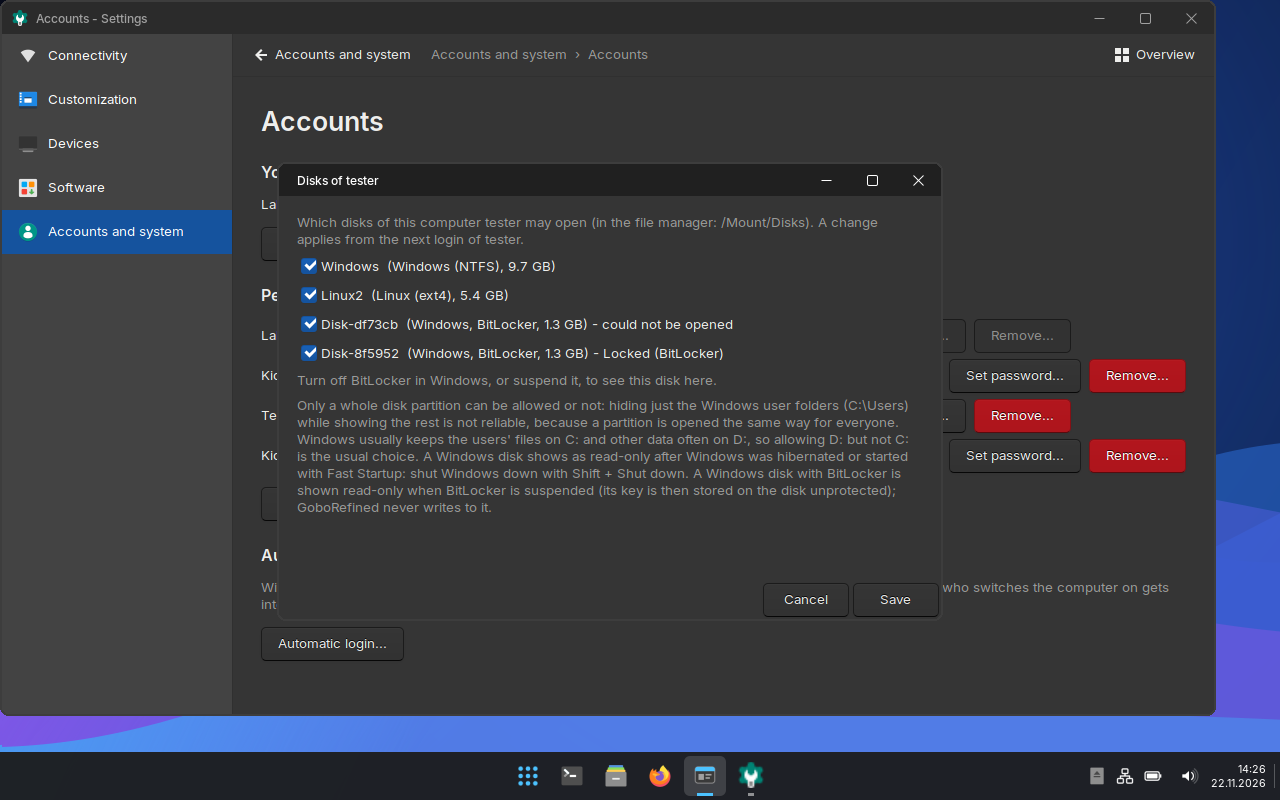 Accounts - Settings
Connectivity
Customization
Devices
Software
Accounts and system
Accounts and system
Accounts and system › Accounts
Overview
Accounts
Disks of tester
Which disks of this computer tester may open (in the file manager: /Mount/Disks). A change
applies from the next login of tester.
Windows (Windows (NTFS), 9.7 GB)
Linux2 (Linux (ext4), 5.4 GB)
Disk-df73cb (Windows, BitLocker, 1.3 GB) - could not be opened
Disk-8f5952 (Windows, BitLocker, 1.3 GB) - Locked (BitLocker)
Turn off BitLocker in Windows, or suspend it, to see this disk here.
Only a whole disk partition can be allowed or not: hiding just the Windows user folders (C:\Users)
while showing the rest is not reliable, because a partition is opened the same way for everyone.
Windows usually keeps the users' files on C: and other data often on D:, so allowing D: but not C:
is the usual choice. A Windows disk shows as read-only after Windows was hibernated or started
with Fast Startup: shut Windows down with Shift + Shut down. A Windows disk with BitLocker is
shown read-only when BitLocker is suspended (its key is then stored on the disk unprotected);
GoboRefined never writes to it.
Cancel
Save
Yo
La
Pe
La
Remove...
Kid
Set password...
Remove...
Te
Remove...
Kid
Set password...
Remove...
Au
Wi
who switches the computer on gets
int
Automatic login...
14:26
22.11.2026